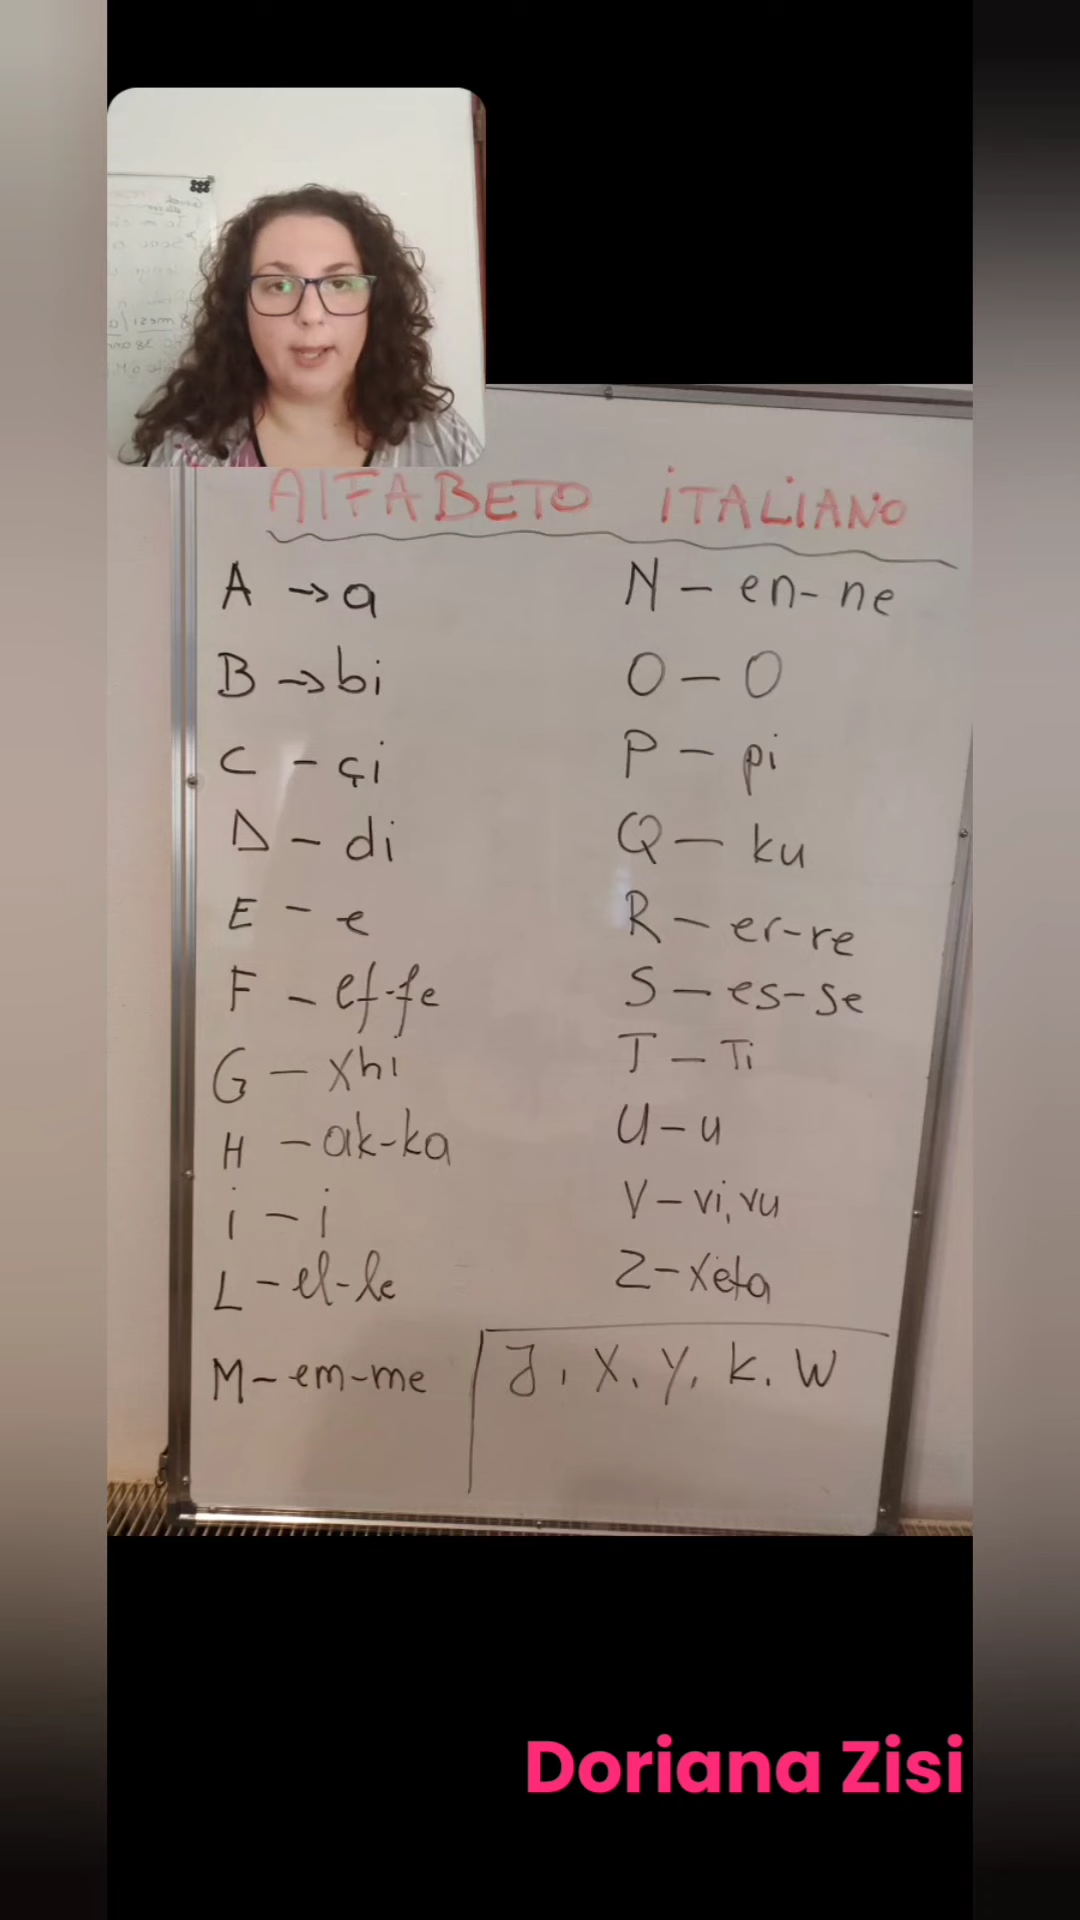 ALFABETO ITALIANO
A → a
B → bi
C - çi
D - di
E - e
F - ef-fe
G - xhi
H - ak-ka
i - i
L - el-le
M - em-me
N - en-ne
O - O
P - pi
Q - ku
R - er-re
S - es-se
T - Ti
U - u
V - vi, vu
Z - xeta
J, X, Y, K, W
Doriana Zisi